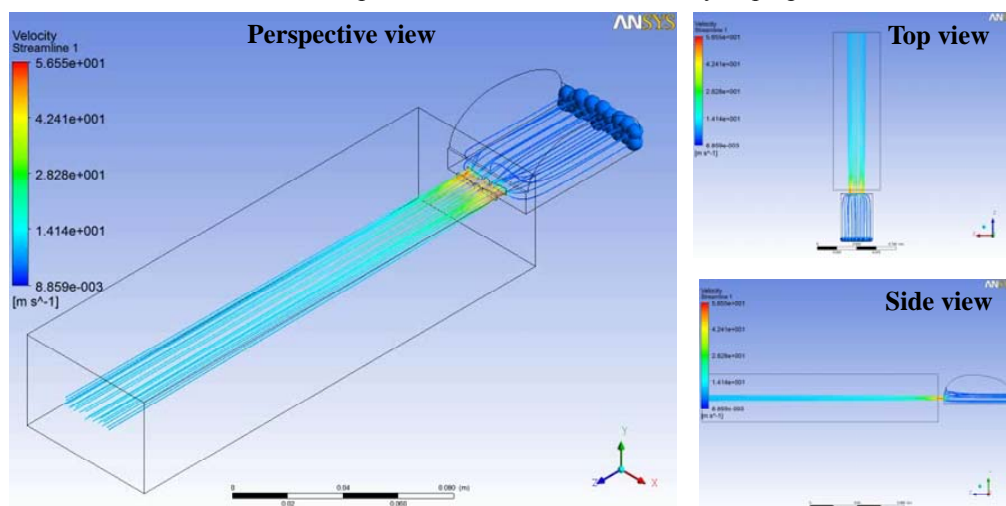 ANSYS
Perspective view
Velocity
Streamline 1
5.655e+001
4.241e+001
2.828e+001
1.414e+001
8.859e-003
[m s^-1]
Y
Z
X
0
0.04
0.080 (m)
0.02
0.060
Top view
Velocity
Streamline 1
5.655e+001
4.241e+001
2.828e+001
1.414e+001
8.859e-003
[m s^-1]
Side view
Velocity
Streamline 1
5.655e+001
4.241e+001
2.828e+001
1.414e+001
8.859e-003
[m s^-1]